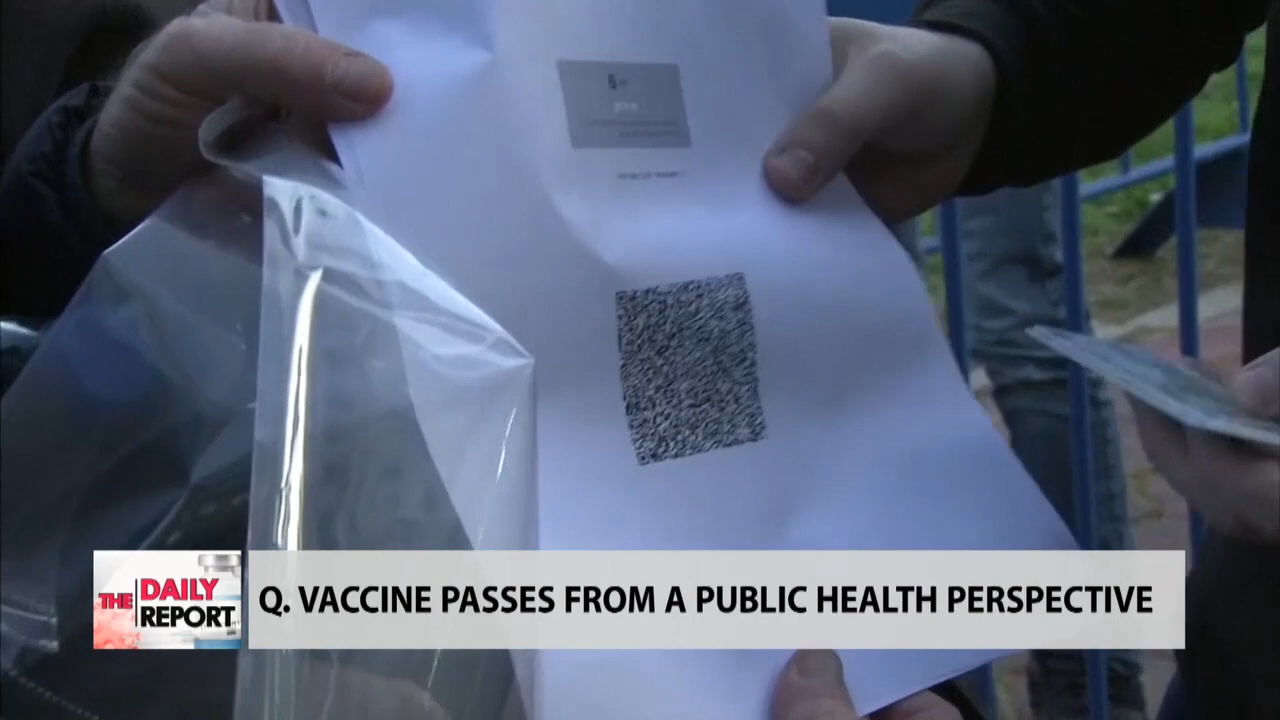 THE DAILY REPORT
Q. VACCINE PASSES FROM A PUBLIC HEALTH PERSPECTIVE